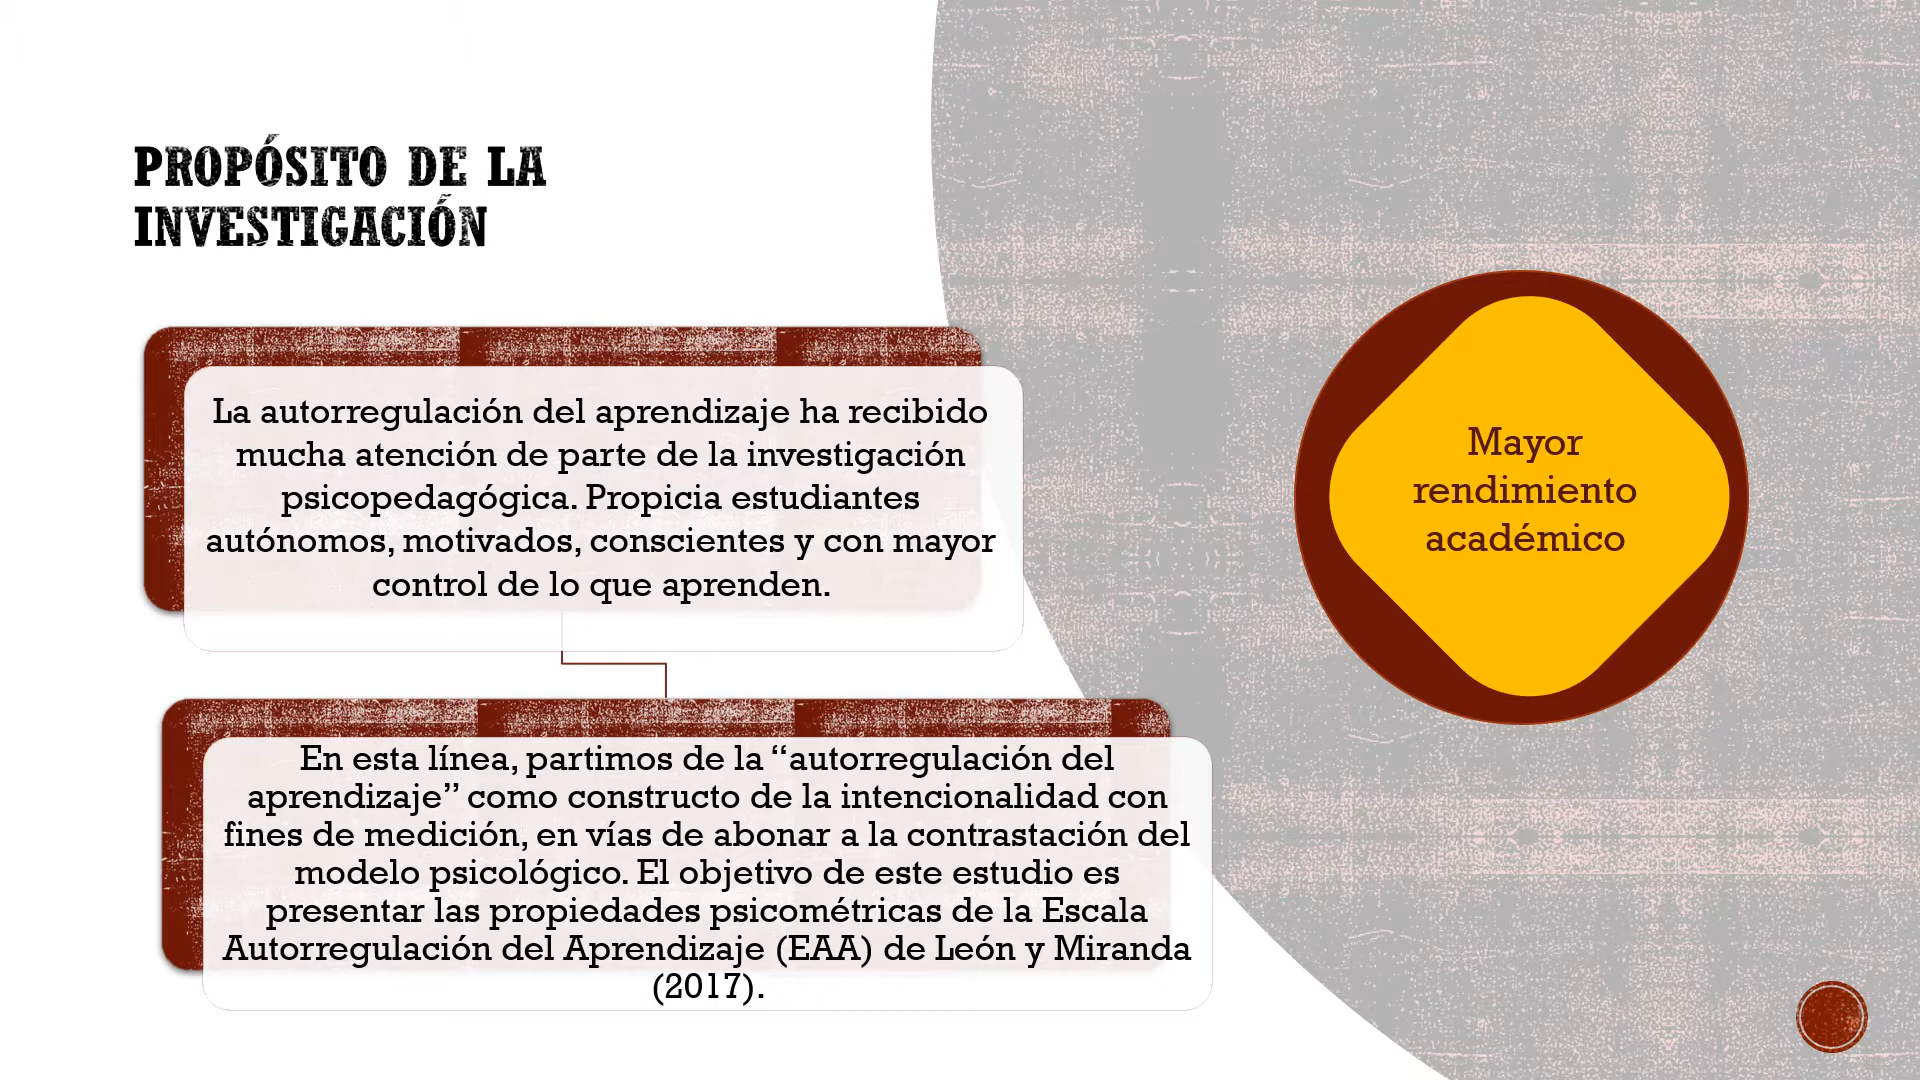 PROPÓSITO DE LA
INVESTIGACIÓN
La autorregulación del aprendizaje ha recibido
mucha atención de parte de la investigación
psicopedagógica. Propicia estudiantes
autónomos, motivados, conscientes y con mayor
control de lo que aprenden.
En esta línea, partimos de la “autorregulación del
aprendizaje” como constructo de la intencionalidad con
fines de medición, en vías de abonar a la contrastación del
modelo psicológico. El objetivo de este estudio es
presentar las propiedades psicométricas de la Escala
Autorregulación del Aprendizaje (EAA) de León y Miranda
(2017).
Mayor
rendimiento
académico